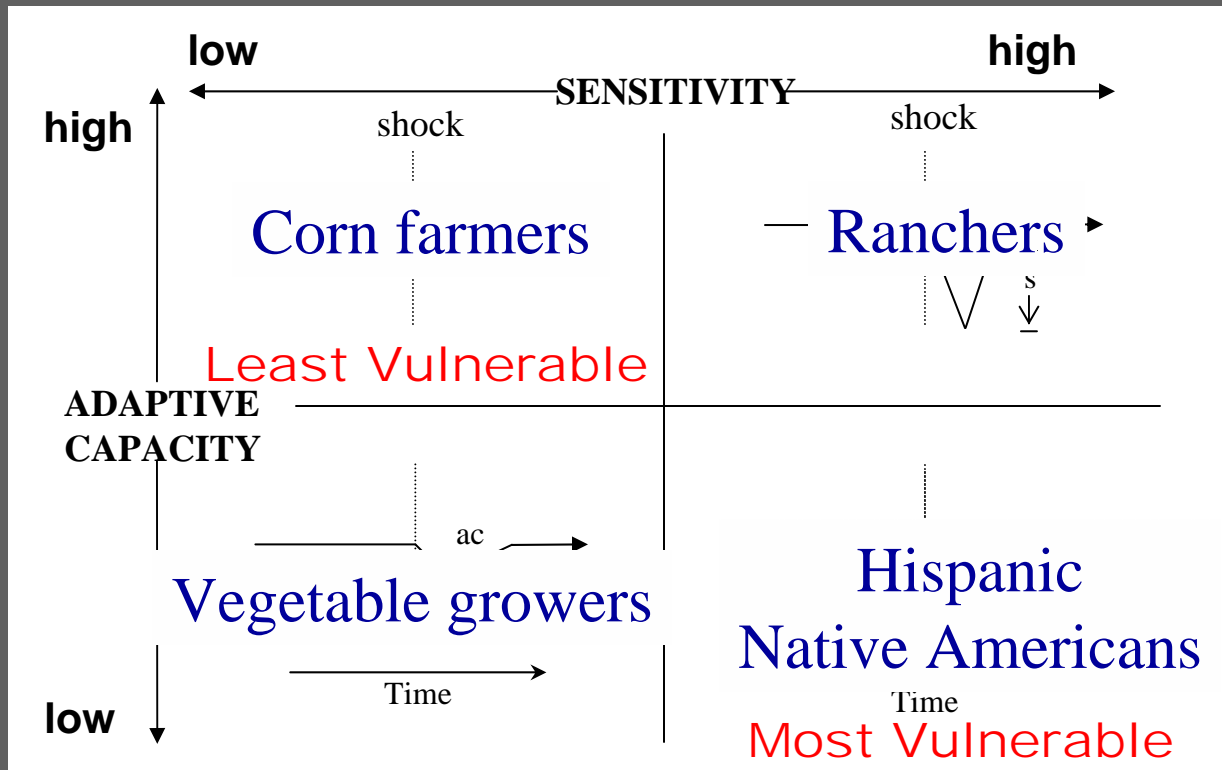 low
high
SENSITIVITY
high
shock
shock
Corn farmers
Ranchers
s
Least Vulnerable
ADAPTIVE
CAPACITY
ac
Vegetable growers
Hispanic
Native Americans
Time
Time
low
Most Vulnerable